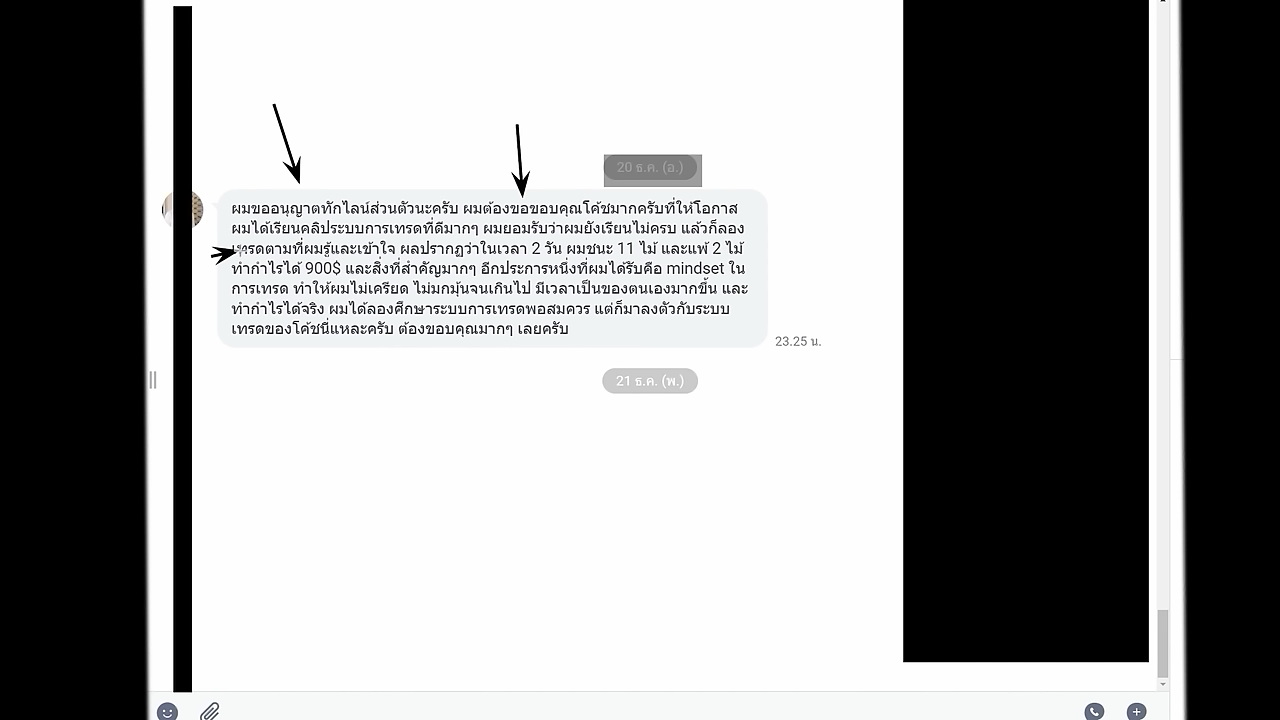 20 ธ.ค. (อ.)
ผมขออนุญาตทักไลน์ส่วนตัวนะครับ ผมต้องขอขอบคุณโค้ชมากครับที่ให้โอกาส
ผมได้เรียนคลิประบบการเทรดที่ดีมากๆ ผมยอมรับว่าผมยังเรียนไม่ครบ แล้วก็ลอง
เทรดตามที่ผมรู้และเข้าใจ ผลปรากฏว่าในเวลา 2 วัน ผมชนะ 11 ไม้ และแพ้ 2 ไม้
ทำกำไรได้ 900$ และสิ่งที่สำคัญมากๆ อีกประการหนึ่งที่ผมได้รับคือ mindset ใน
การเทรด ทำให้ผมไม่เครียด ไม่มกมุ้นจนเกินไป มีเวลาเป็นของตนเองมากขึ้น และ
ทำกำไรได้จริง ผมได้ลองศึกษาระบบการเทรดพอสมควร แต่ก็มาลงตัวกับระบบ
เทรดของโค้ชนี่แหละครับ ต้องขอบคุณมากๆ เลยครับ
23.25 น.
21 ธ.ค. (พ.)